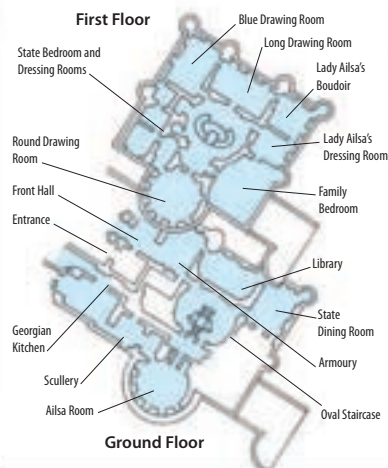 First Floor
Blue Drawing Room
Long Drawing Room
State Bedroom and
Dressing Rooms
Lady Ailsa's
Boudoir
Lady Ailsa's
Dressing Room
Round Drawing
Room
Family
Bedroom
Front Hall
Entrance
Library
State
Dining Room
Georgian
Kitchen
Armoury
Scullery
Oval Staircase
Ailsa Room
Ground Floor